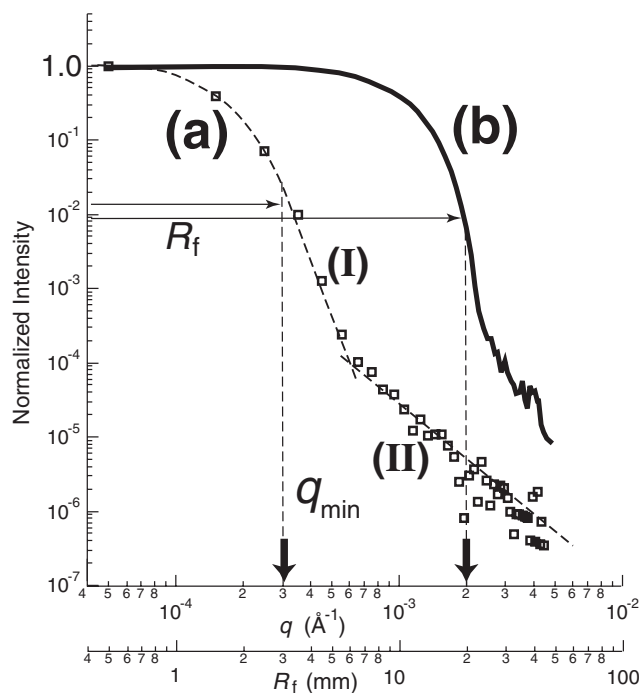 1.0
10-1
10-2
10-3
10-4
10-5
10-6
10-7
Normalized Intensity
(a)
(b)
Rf
(I)
(II)
qmin
4 5 6 7 8 2 3 4 5 6 7 8 2 3 4 5 6 7 8
10-4 10-3 10-2
q (Å-1)
4 5 6 7 8 2 3 4 5 6 7 8 2 3 4 5 6 7 8
1 10 100
Rf (mm)